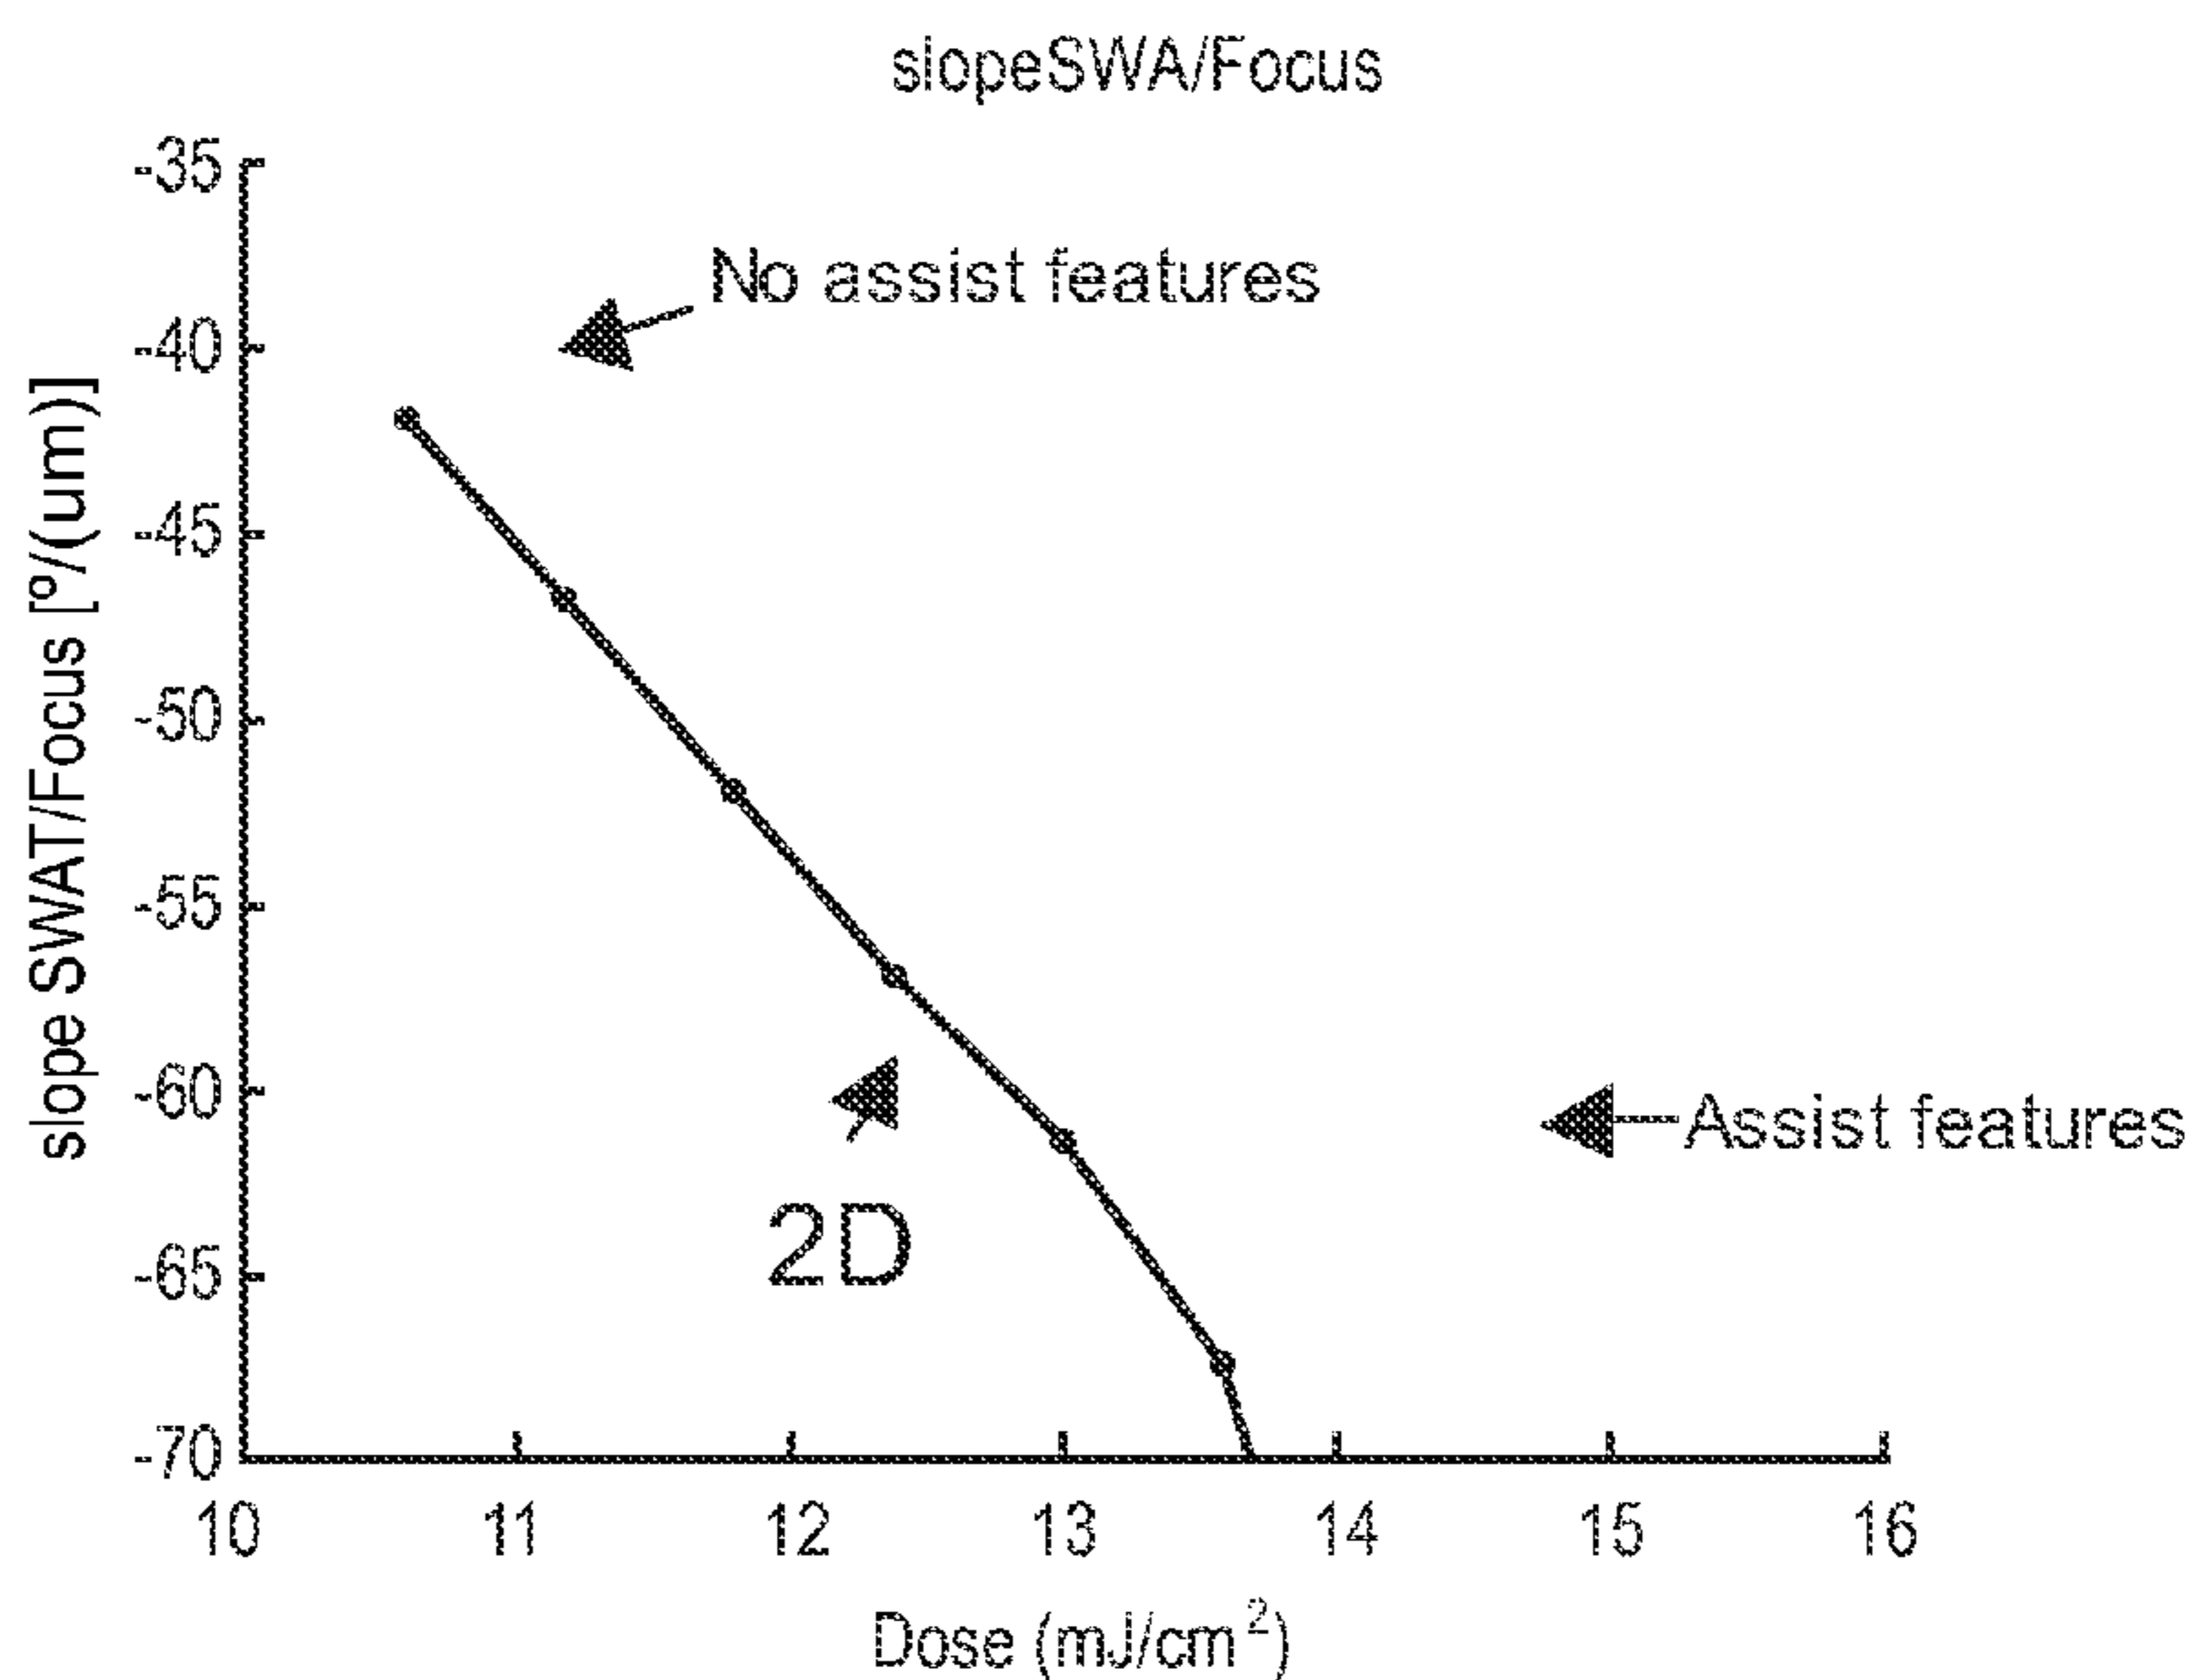 slopeSWA/Focus
slope SWAT/Focus [º/(um)]
-35
-40
-45
-50
-55
-60
-65
-70
No assist features
2D
Assist features
10 11 12 13 14 15 16
Dose (mJ/cm²)